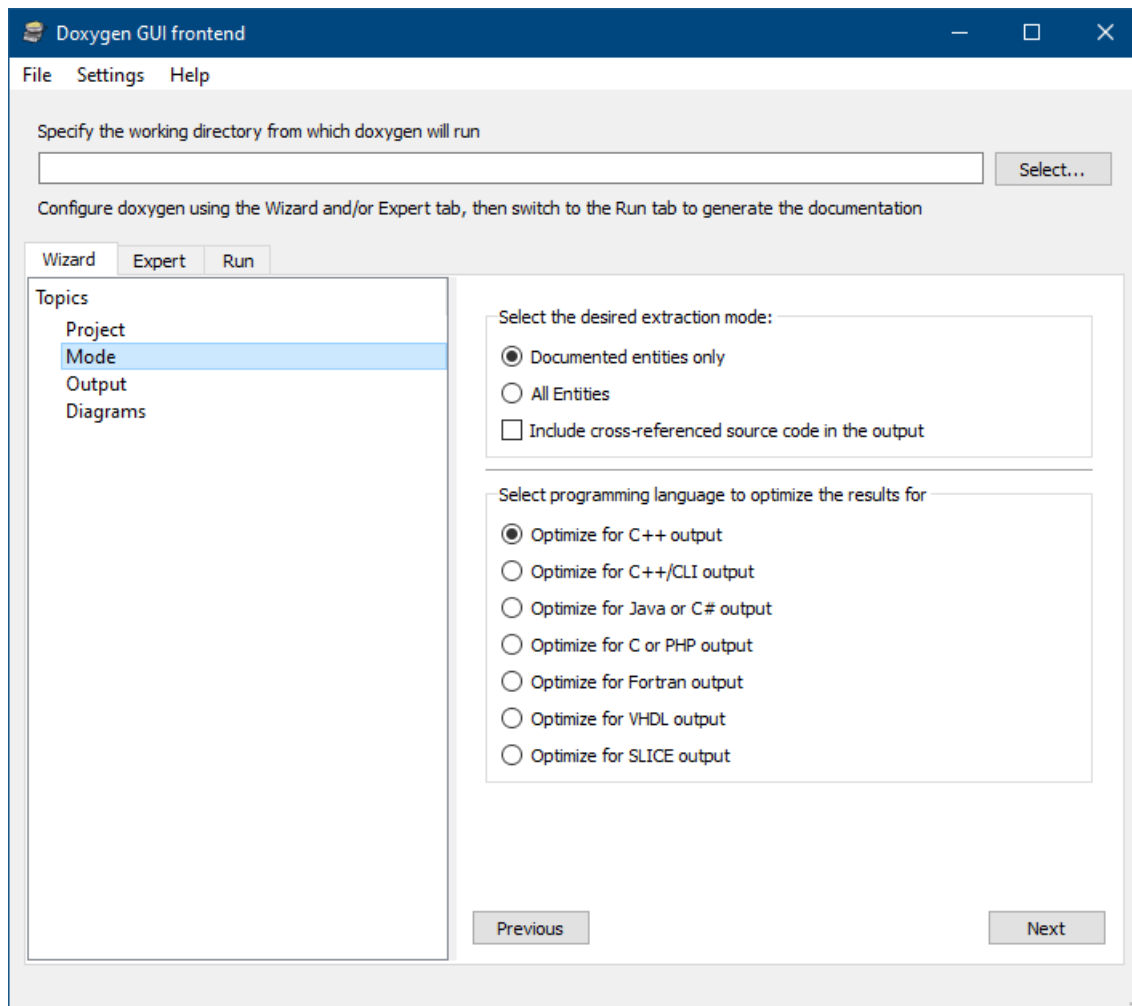 Doxygen GUI frontend
File Settings Help
Specify the working directory from which doxygen will run
Select...
Configure doxygen using the Wizard and/or Expert tab, then switch to the Run tab to generate the documentation
Wizard Expert Run
Topics
Project
Mode
Output
Diagrams
Select the desired extraction mode:
Documented entities only
All Entities
Include cross-referenced source code in the output
Select programming language to optimize the results for
Optimize for C++ output
Optimize for C++/CLI output
Optimize for Java or C# output
Optimize for C or PHP output
Optimize for Fortran output
Optimize for VHDL output
Optimize for SLICE output
Previous Next